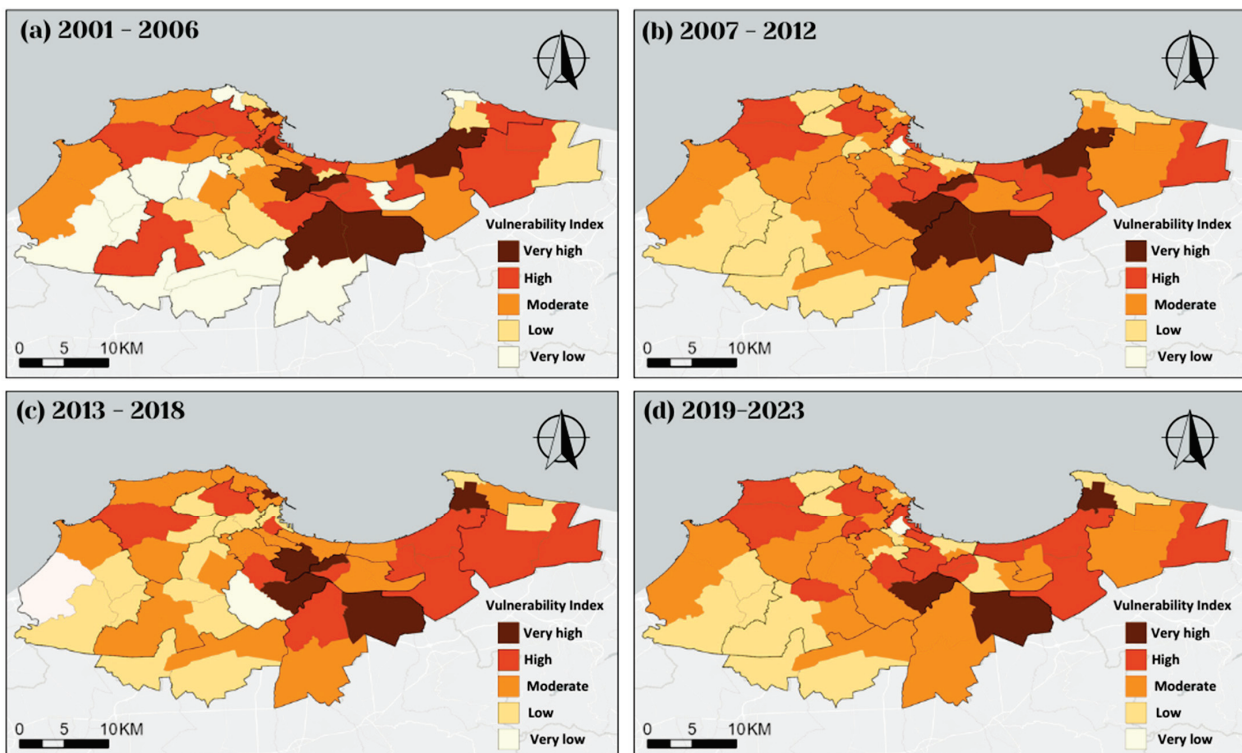 (a) 2001 - 2006
Vulnerability Index
Very high
High
Moderate
Low
Very low
0 5 10KM
(b) 2007 - 2012
Vulnerability Index
Very high
High
Moderate
Low
Very low
0 5 10KM
(c) 2013 - 2018
Vulnerability Index
Very high
High
Moderate
Low
Very low
0 5 10KM
(d) 2019-2023
Vulnerability Index
Very high
High
Moderate
Low
Very low
0 5 10KM